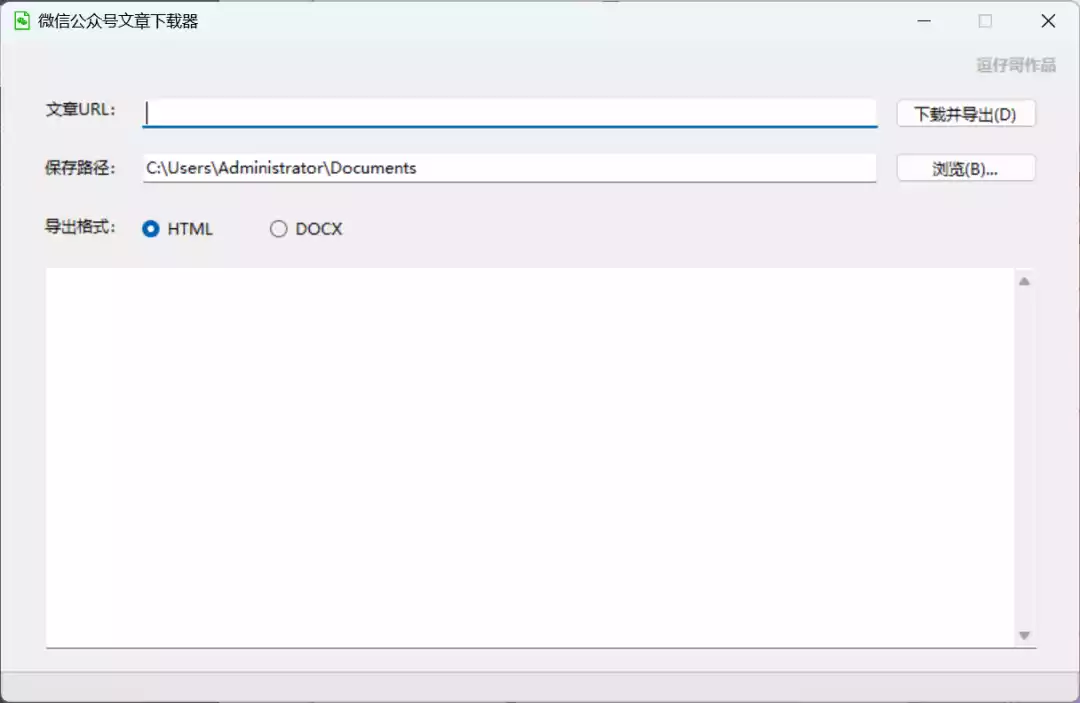 微信公众号文章下载器
逗仔哥作品
文章URL： 下载并导出(D)
保存路径： C:\Users\Administrator\Documents 浏览(B)...
导出格式： HTML DOCX